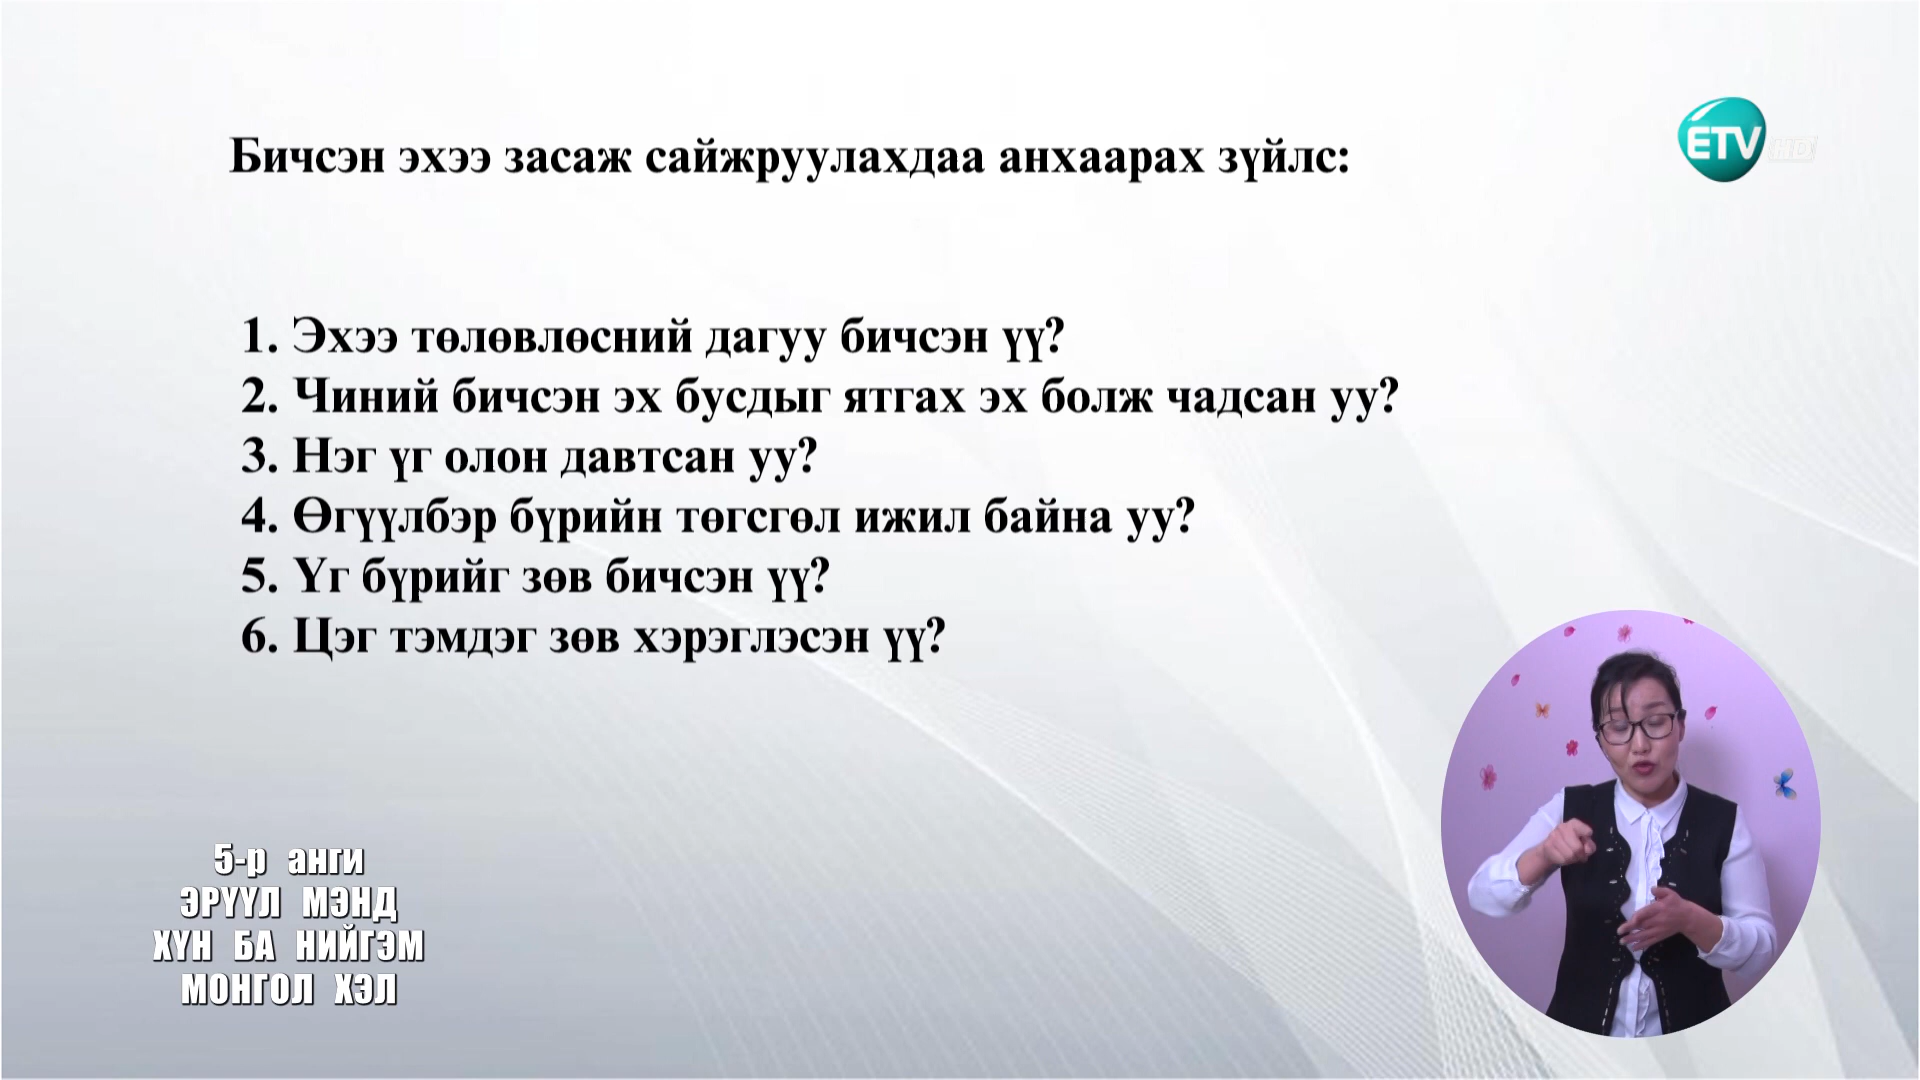 Бичсэн эхээ засаж сайжруулахдаа анхаарах зүйлс:
1. Эхээ төлөвлөсний дагуу бичсэн үү?
2. Чиний бичсэн эх бусдыг ятгах эх болж чадсан уу?
3. Нэг үг олон давтсан уу?
4. Өгүүлбэр бүрийн төгсгөл ижил байна уу?
5. Үг бүрийг зөв бичсэн үү?
6. Цэг тэмдэг зөв хэрэглэсэн үү?
ETV HD
5-р анги
ЭРҮҮЛ МЭНД
ХҮН БА НИЙГЭМ
МОНГОЛ ХЭЛ